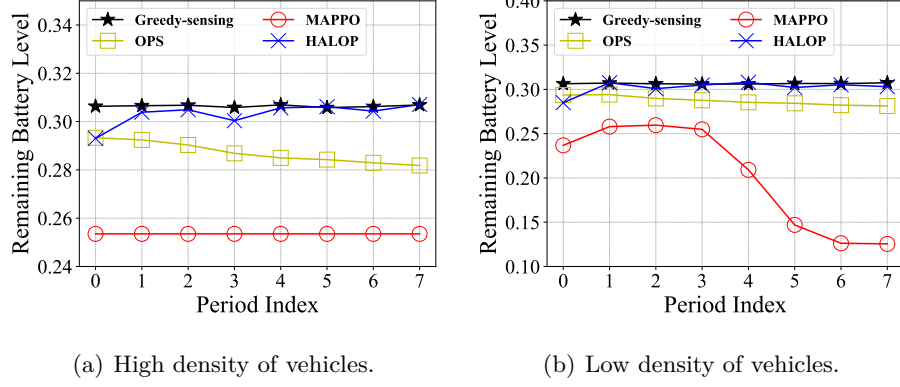 Greedy-sensing
OPS
MAPPO
HALOP
Remaining Battery Level
0.34
0.32
0.30
0.28
0.26
0.24
0 1 2 3 4 5 6 7
Period Index
(a) High density of vehicles.
Greedy-sensing
OPS
MAPPO
HALOP
Remaining Battery Level
0.40
0.35
0.30
0.25
0.20
0.15
0.10
0 1 2 3 4 5 6 7
Period Index
(b) Low density of vehicles.